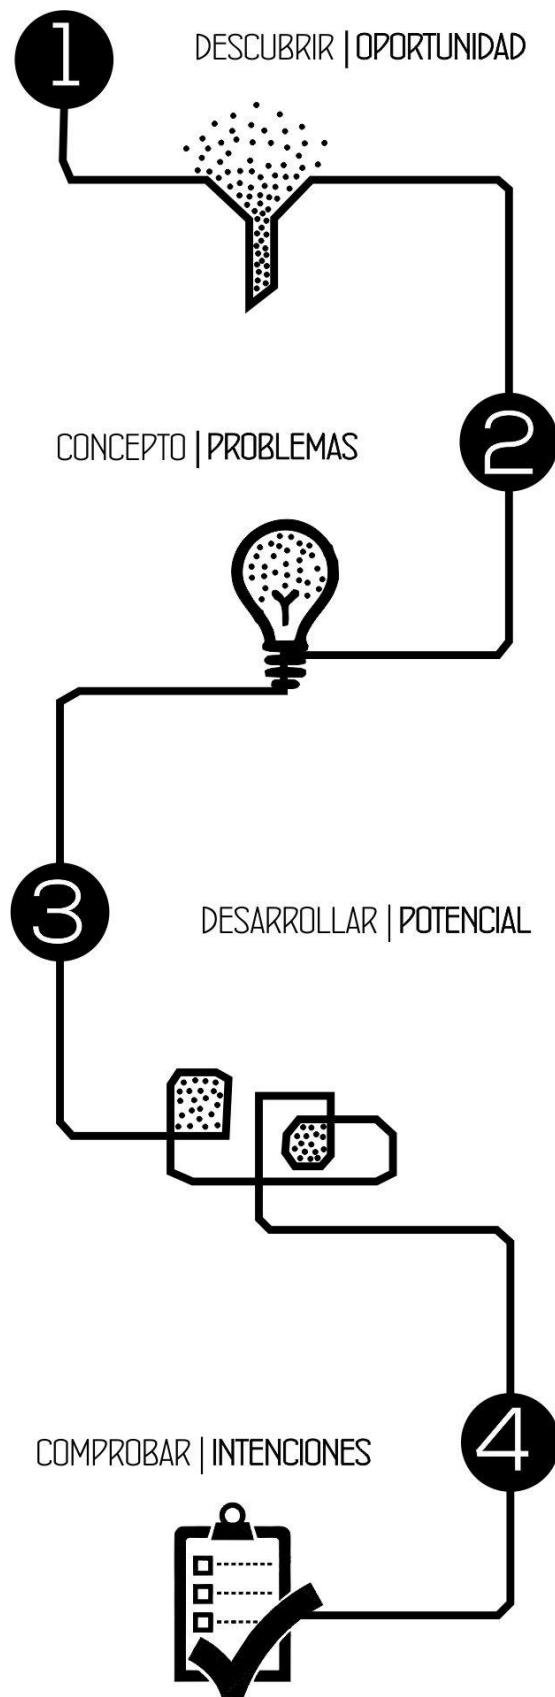 1
DESCUBRIR | OPORTUNIDAD
2
CONCEPTO | PROBLEMAS
3
DESARROLLAR | POTENCIAL
4
COMPROBAR | INTENCIONES